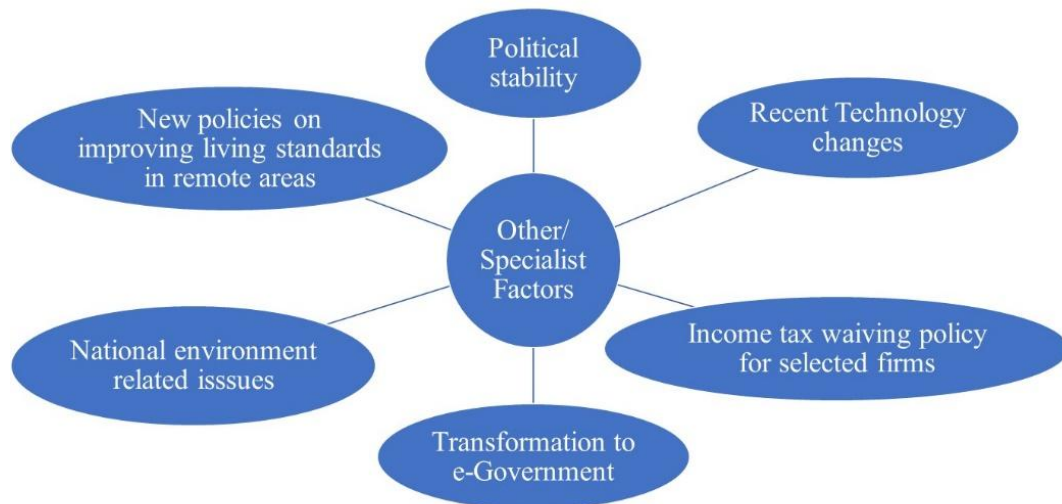 Political
stability
New policies on
improving living standards
in remote areas
Recent Technology
changes
Other/
Specialist
Factors
National environment
related isssues
Income tax waiving policy
for selected firms
Transformation to
e-Government